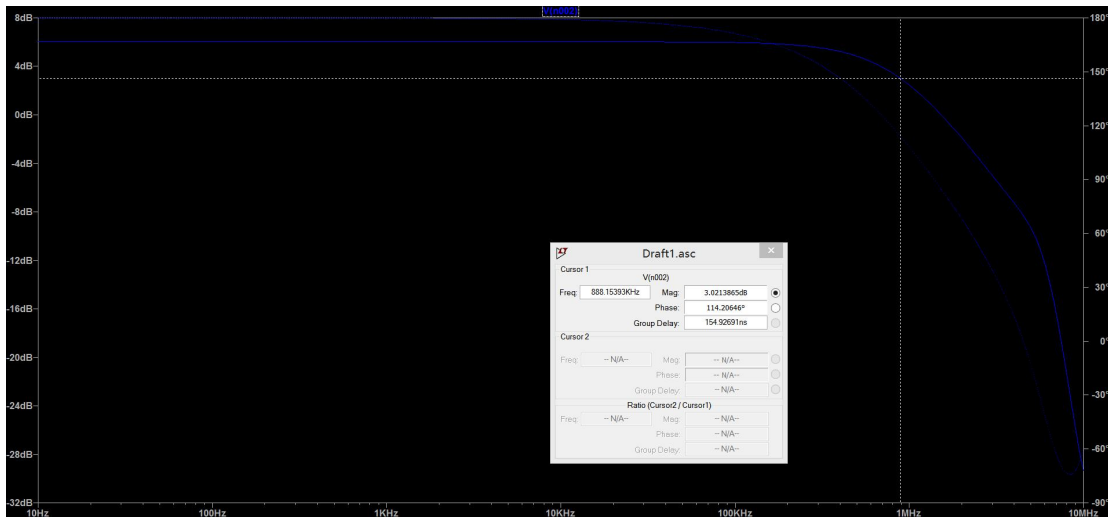 V(n002)
8dB
4dB
0dB
-4dB
-8dB
-12dB
-16dB
-20dB
-24dB
-28dB
-32dB
180°
150°
120°
90°
60°
30°
0°
-30°
-60°
-90°
10Hz 100Hz 1KHz 10KHz 100KHz 1MHz 10MHz
Draft1.asc
Cursor 1
V(n002)
Freq: 888.15393KHz Mag: 3.0213865dB
Phase: 114.20646°
Group Delay: 154.92691ns
Cursor 2
Freq: -- N/A-- Mag: -- N/A--
Phase: -- N/A--
Group Delay: -- N/A--
Ratio (Cursor2 / Cursor1)
Freq: -- N/A-- Mag: -- N/A--
Phase: -- N/A--
Group Delay: -- N/A--